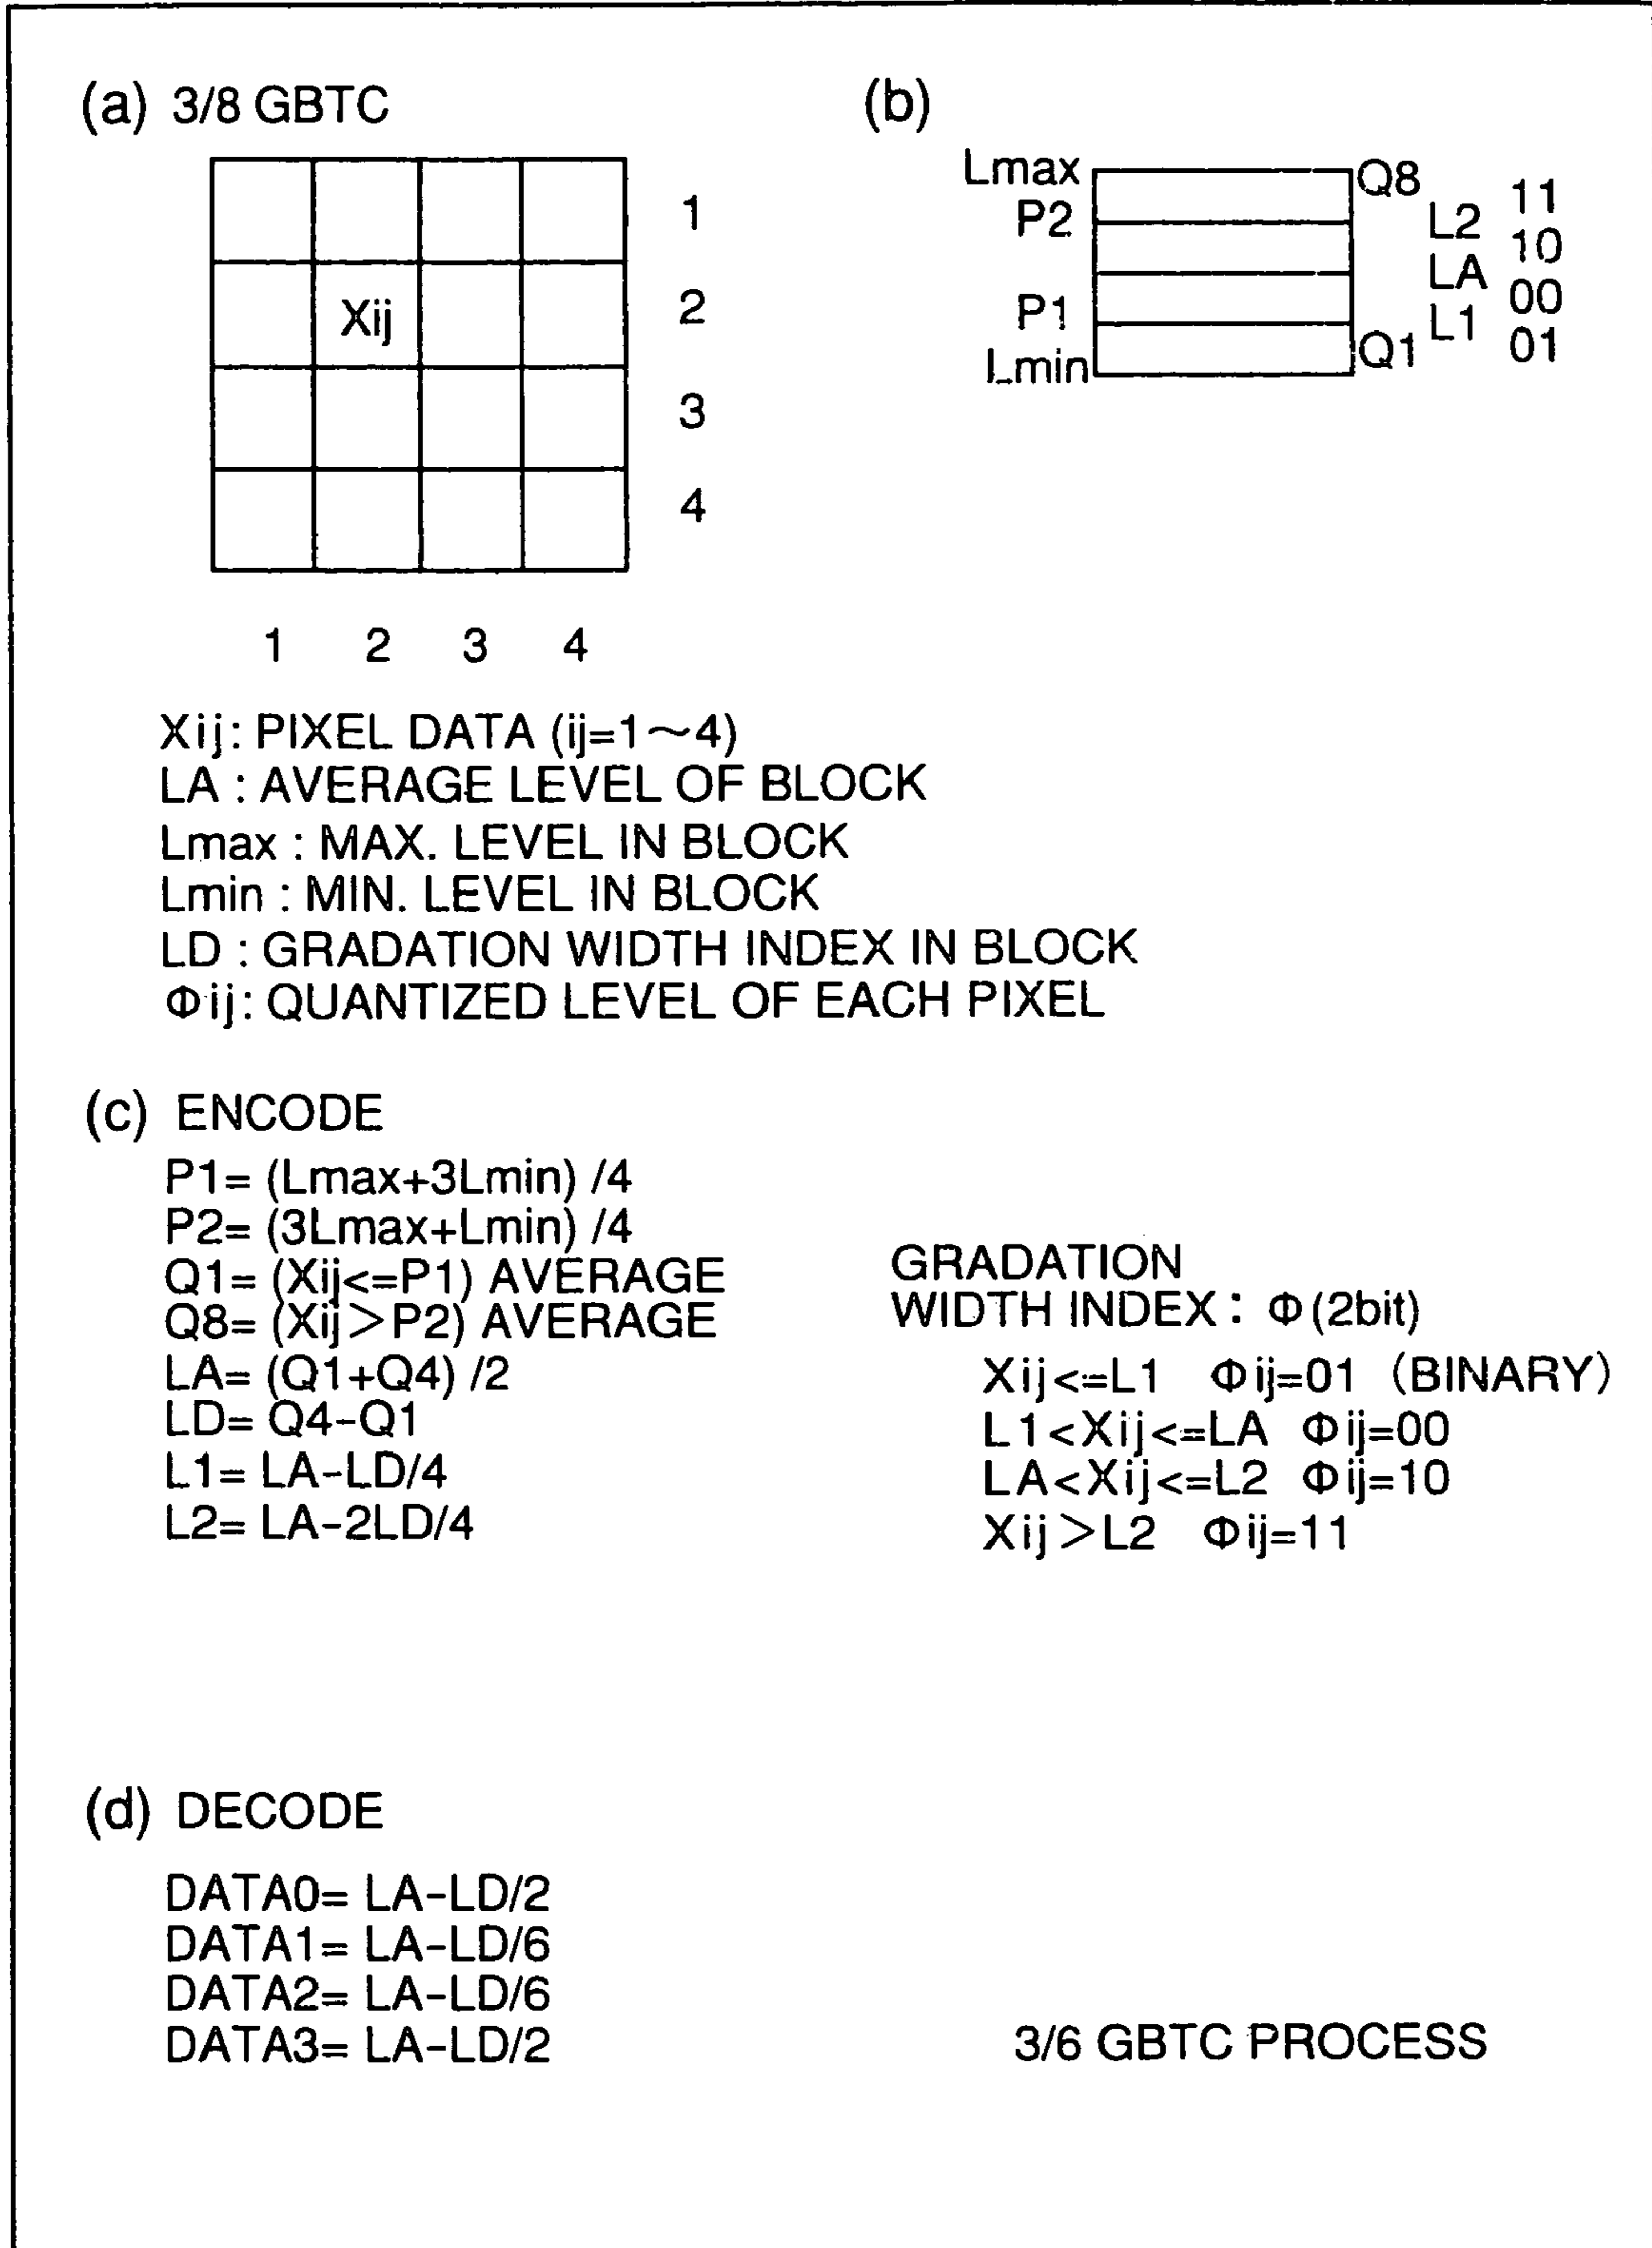 (a) 3/8 GBTC
Xij
1
2
3
4
1 2 3 4
(b)
Lmax
P2
P1
Lmin
Q8
Q1
L2
LA
L1
11
10
00
01
Xij: PIXEL DATA (ij=1~4)
LA : AVERAGE LEVEL OF BLOCK
Lmax : MAX. LEVEL IN BLOCK
Lmin : MIN. LEVEL IN BLOCK
LD : GRADATION WIDTH INDEX IN BLOCK
Φij: QUANTIZED LEVEL OF EACH PIXEL
(c) ENCODE
P1= (Lmax+3Lmin) /4
P2= (3Lmax+Lmin) /4
Q1= (Xij<=P1) AVERAGE
Q8= (Xij>P2) AVERAGE
LA= (Q1+Q4) /2
LD= Q4-Q1
L1= LA-LD/4
L2= LA-2LD/4
GRADATION
WIDTH INDEX : Φ(2bit)
Xij<=L1 Φij=01 (BINARY)
L1<Xij<=LA Φij=00
LA<Xij<=L2 Φij=10
Xij>L2 Φij=11
(d) DECODE
DATA0= LA-LD/2
DATA1= LA-LD/6
DATA2= LA-LD/6
DATA3= LA-LD/2
3/6 GBTC PROCESS